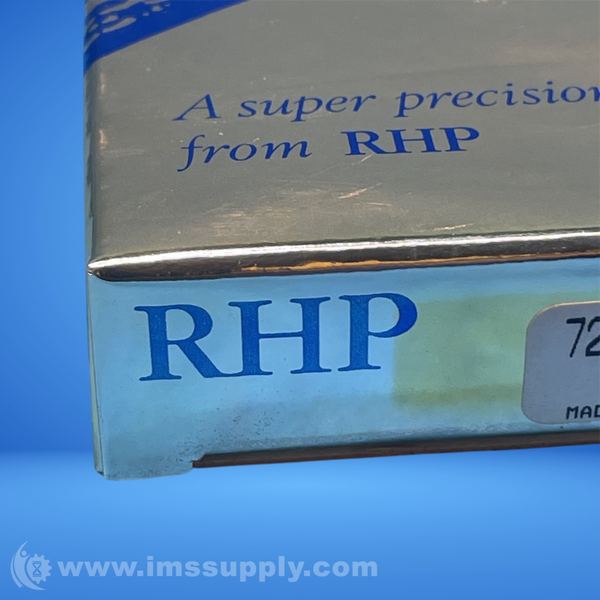 A super precision
from RHP
RHP
72
MAD
www.imssupply.com